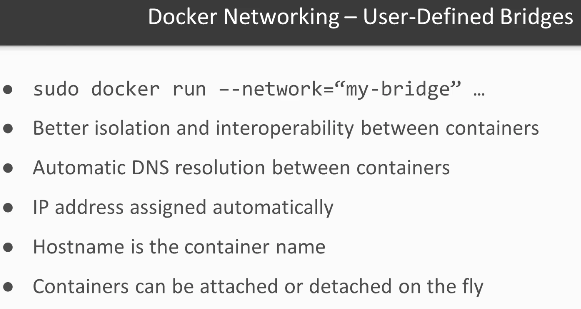 Docker Networking – User-Defined Bridges
● sudo docker run –-network=“my-bridge” …
● Better isolation and interoperability between containers
● Automatic DNS resolution between containers
● IP address assigned automatically
● Hostname is the container name
● Containers can be attached or detached on the fly